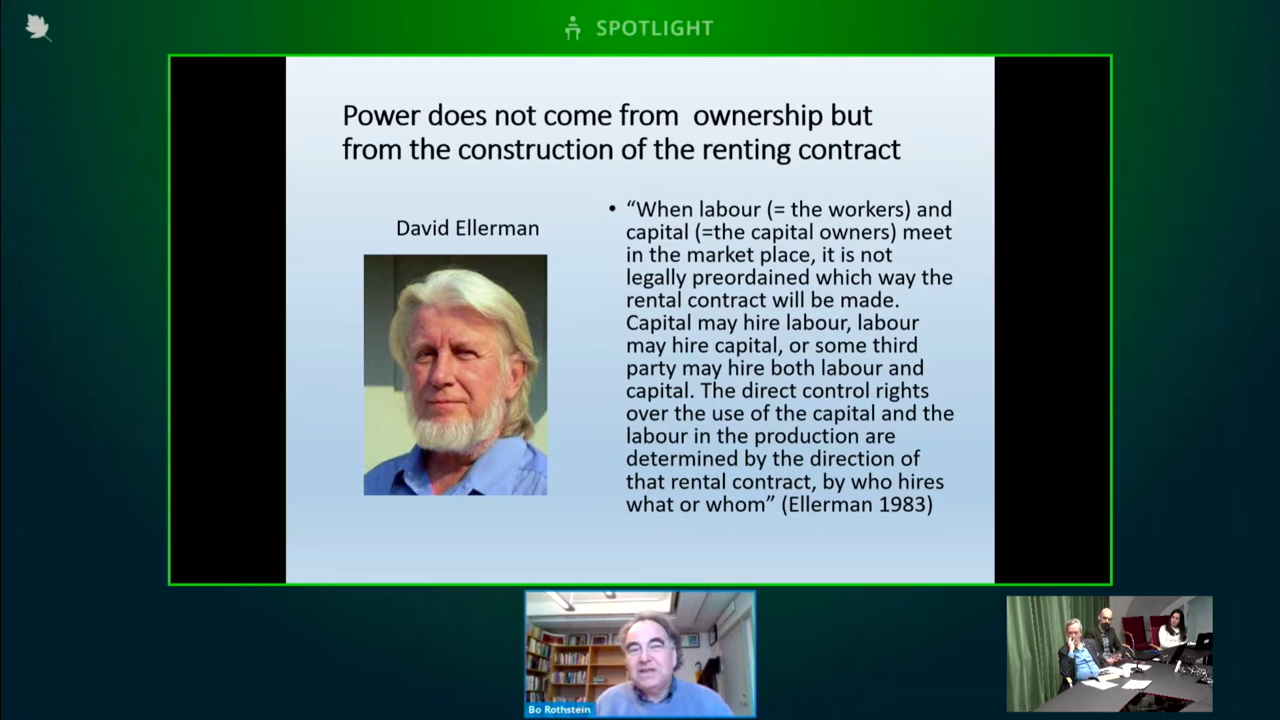 SPOTLIGHT
Power does not come from ownership but
from the construction of the renting contract
David Ellerman
• “When labour (= the workers) and
capital (=the capital owners) meet
in the market place, it is not
legally preordained which way the
rental contract will be made.
Capital may hire labour, labour
may hire capital, or some third
party may hire both labour and
capital. The direct control rights
over the use of the capital and the
labour in the production are
determined by the direction of
that rental contract, by who hires
what or whom” (Ellerman 1983)
Bo Rothstein